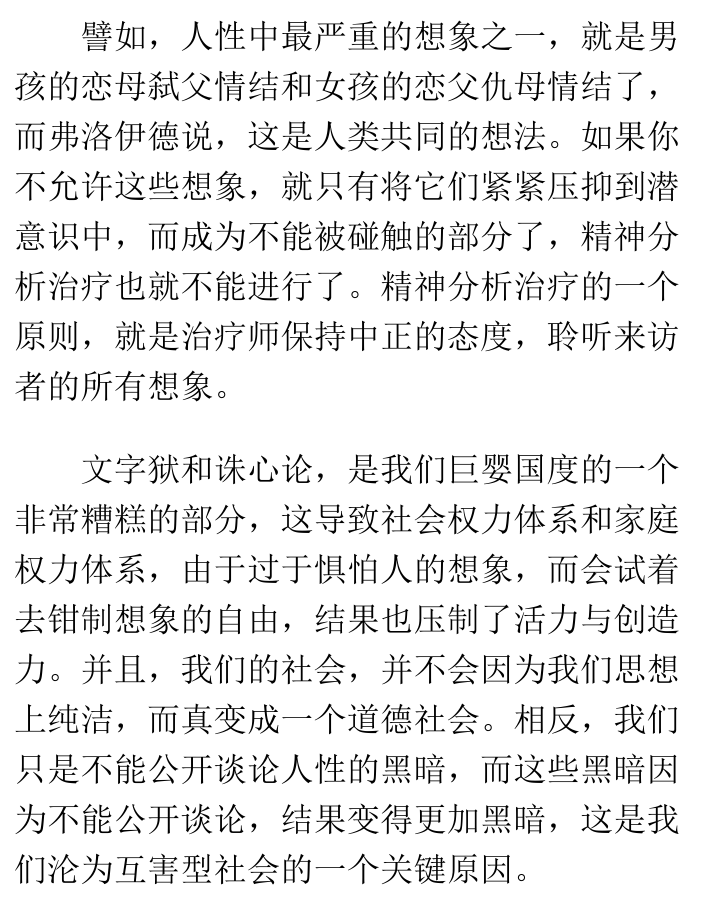 譬如，人性中最严重的想象之一，就是男
孩的恋母弑父情结和女孩的恋父仇母情结了，
而弗洛伊德说，这是人类共同的想法。如果你
不允许这些想象，就只有将它们紧紧压抑到潜
意识中，而成为不能被碰触的部分了，精神分
析治疗也就不能进行了。精神分析治疗的一个
原则，就是治疗师保持中正的态度，聆听来访
者的所有想象。
文字狱和诛心论，是我们巨婴国度的一个
非常糟糕的部分，这导致社会权力体系和家庭
权力体系，由于过于惧怕人的想象，而会试着
去钳制想象的自由，结果也压制了活力与创造
力。并且，我们的社会，并不会因为我们思想
上纯洁，而真变成一个道德社会。相反，我们
只是不能公开谈论人性的黑暗，而这些黑暗因
为不能公开谈论，结果变得更加黑暗，这是我
们沦为互害型社会的一个关键原因。